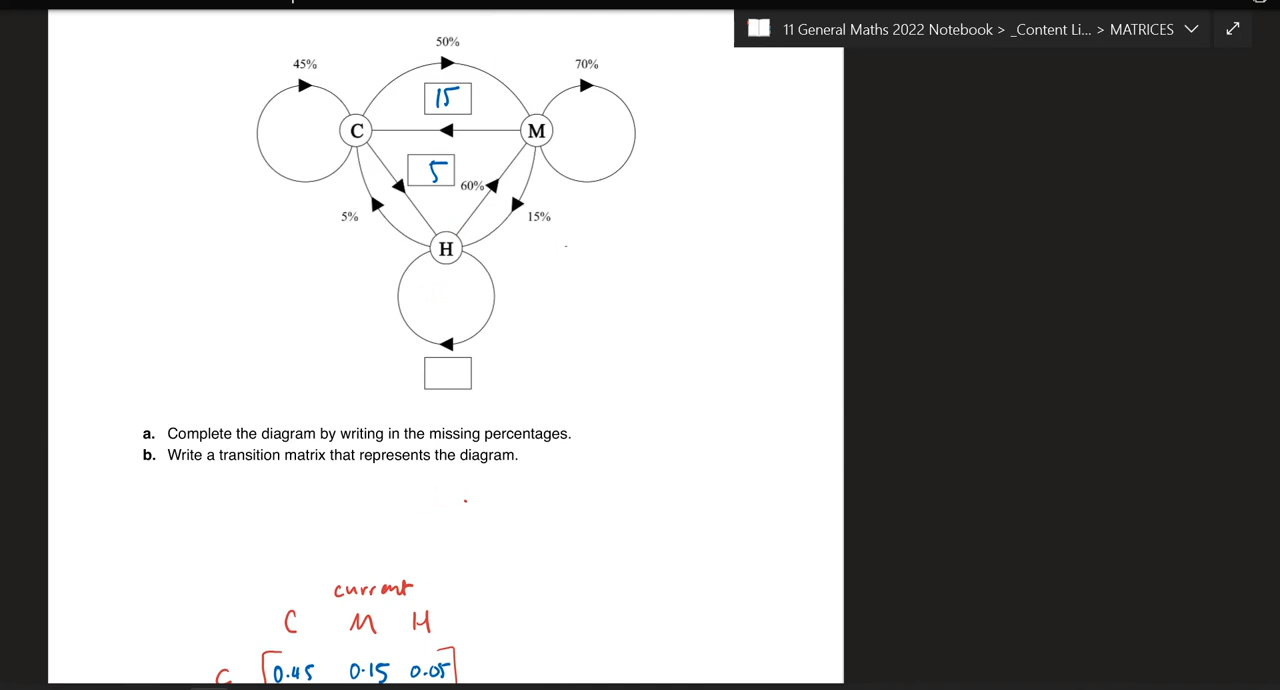 11 General Maths 2022 Notebook > _Content Li... > MATRICES
50%
45%
70%
15
C
M
5
60%
5%
15%
H
a. Complete the diagram by writing in the missing percentages.
b. Write a transition matrix that represents the diagram.
current
C M H
C 0.45 0.15 0.05